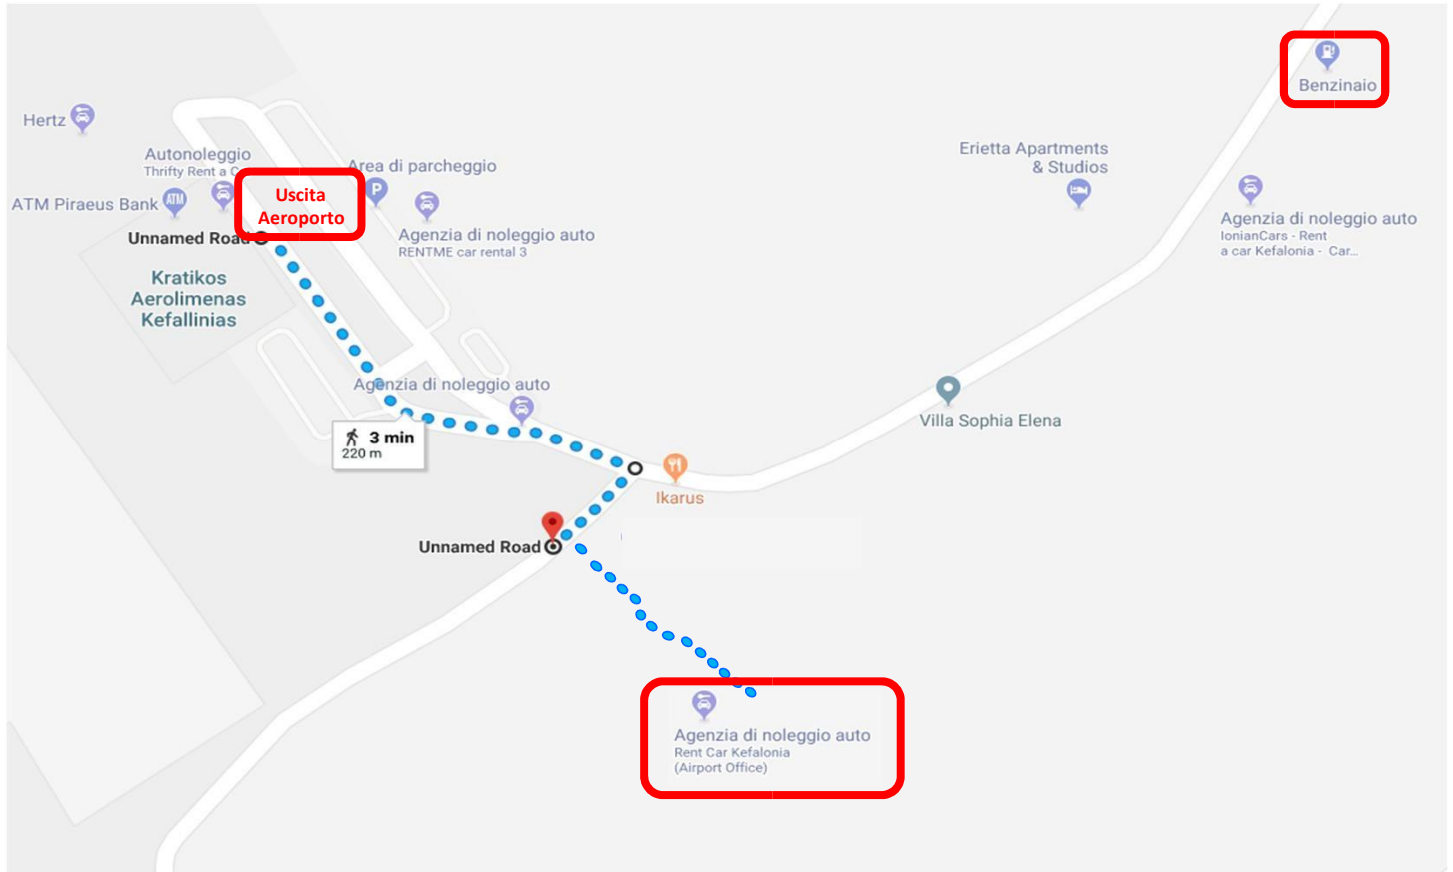 Benzinaio
Hertz
Autonoleggio
Thrifty Rent a C
Area di parcheggio
P
ATM Piraeus Bank
ATM
Uscita
Aeroporto
Erietta Apartments
& Studios
Agenzia di noleggio auto
IonianCars - Rent
a car Kefalonia - Car...
Agenzia di noleggio auto
RENTME car rental 3
Unnamed Road
Kratikos
Aerolimenas
Kefallinias
Agenzia di noleggio auto
3 min
220 m
Villa Sophia Elena
Ikarus
Unnamed Road
Agenzia di noleggio auto
Rent Car Kefalonia
(Airport Office)